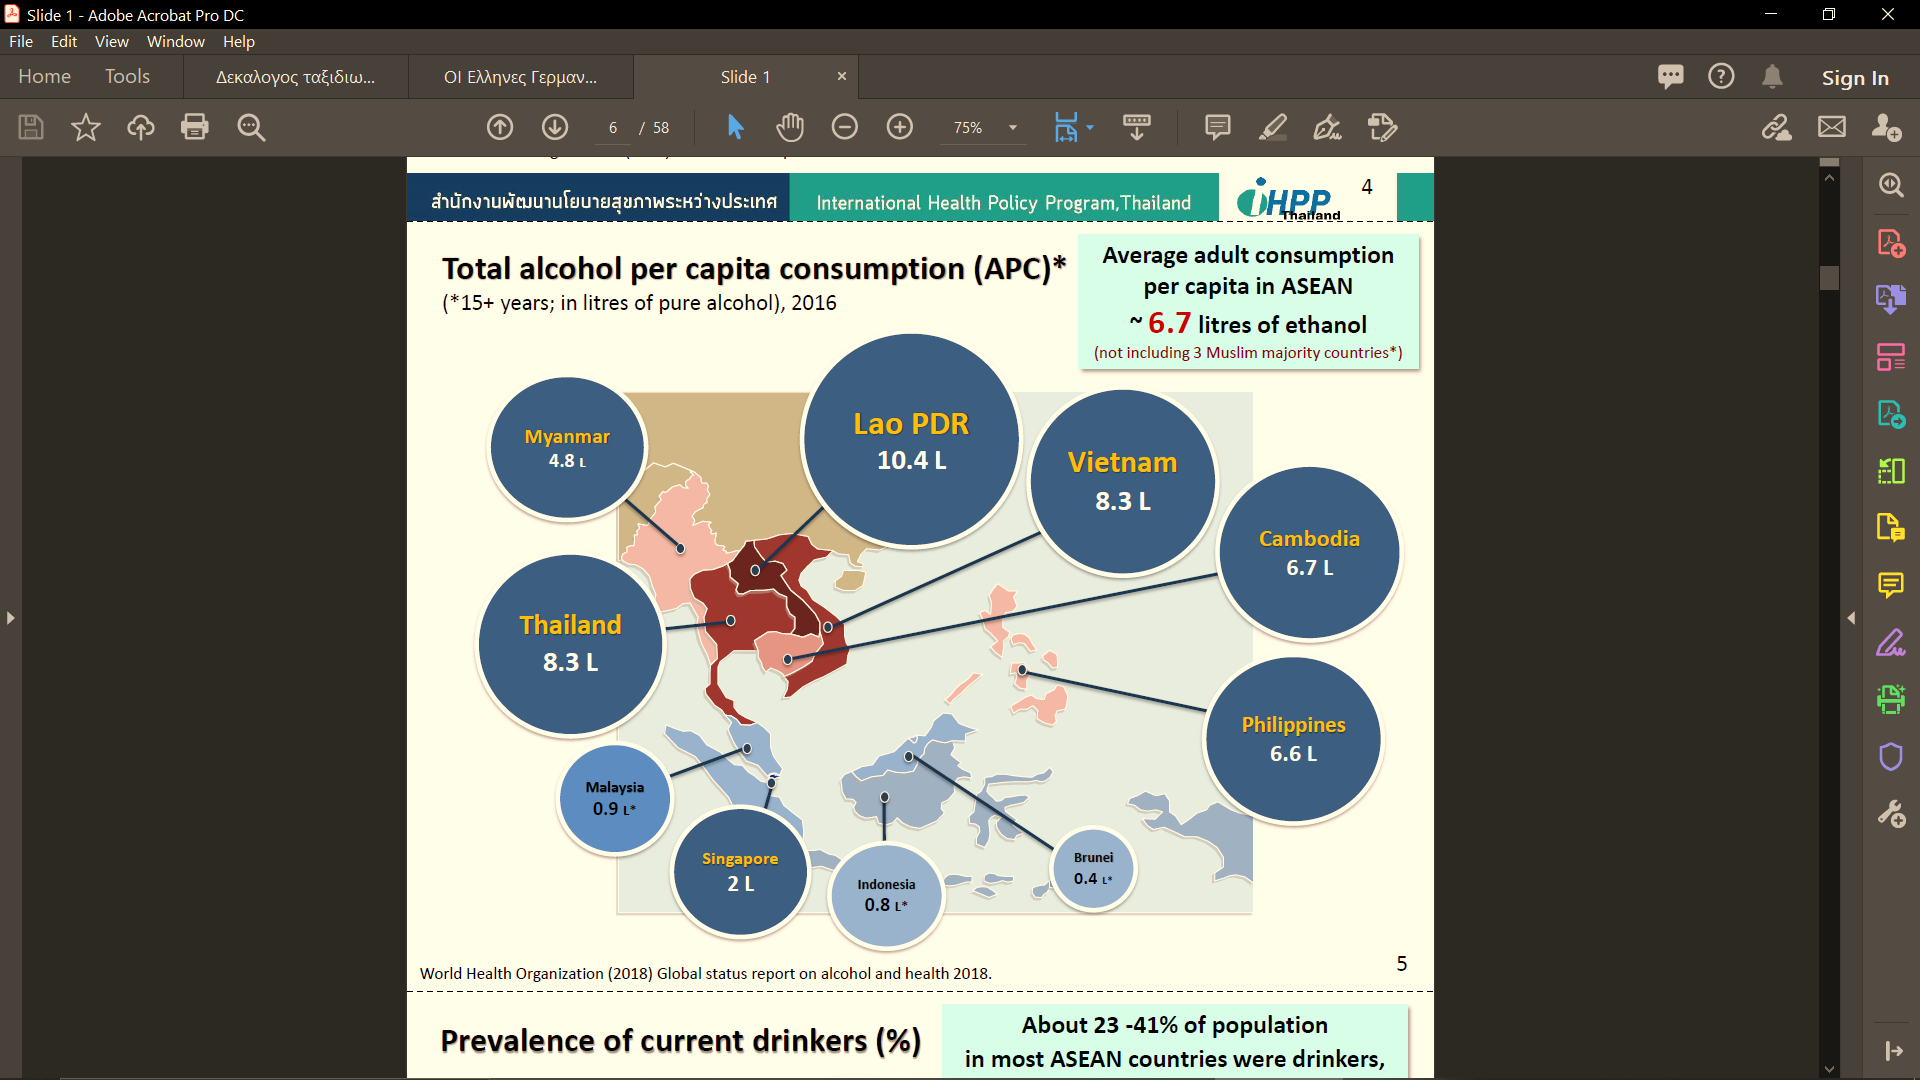 Slide 1 - Adobe Acrobat Pro DC
File Edit View Window Help
Home Tools Δεκαλογος ταξιδιω... ΟΙ Ελληνες Γερμαν... Slide 1 × Sign In
6 / 58 75%
สำนักงานพัฒนานโยบายสุขภาพระหว่างประเทศ International Health Policy Program,Thailand iHPP Thailand 4
Total alcohol per capita consumption (APC)*
(*15+ years; in litres of pure alcohol), 2016
Average adult consumption
per capita in ASEAN
~ 6.7 litres of ethanol
(not including 3 Muslim majority countries*)
Myanmar
4.8 L
Lao PDR
10.4 L
Vietnam
8.3 L
Cambodia
6.7 L
Thailand
8.3 L
Philippines
6.6 L
Malaysia
0.9 L*
Singapore
2 L
Indonesia
0.8 L*
Brunei
0.4 L*
World Health Organization (2018) Global status report on alcohol and health 2018.
5
Prevalence of current drinkers (%)
About 23 -41% of population
in most ASEAN countries were drinkers,